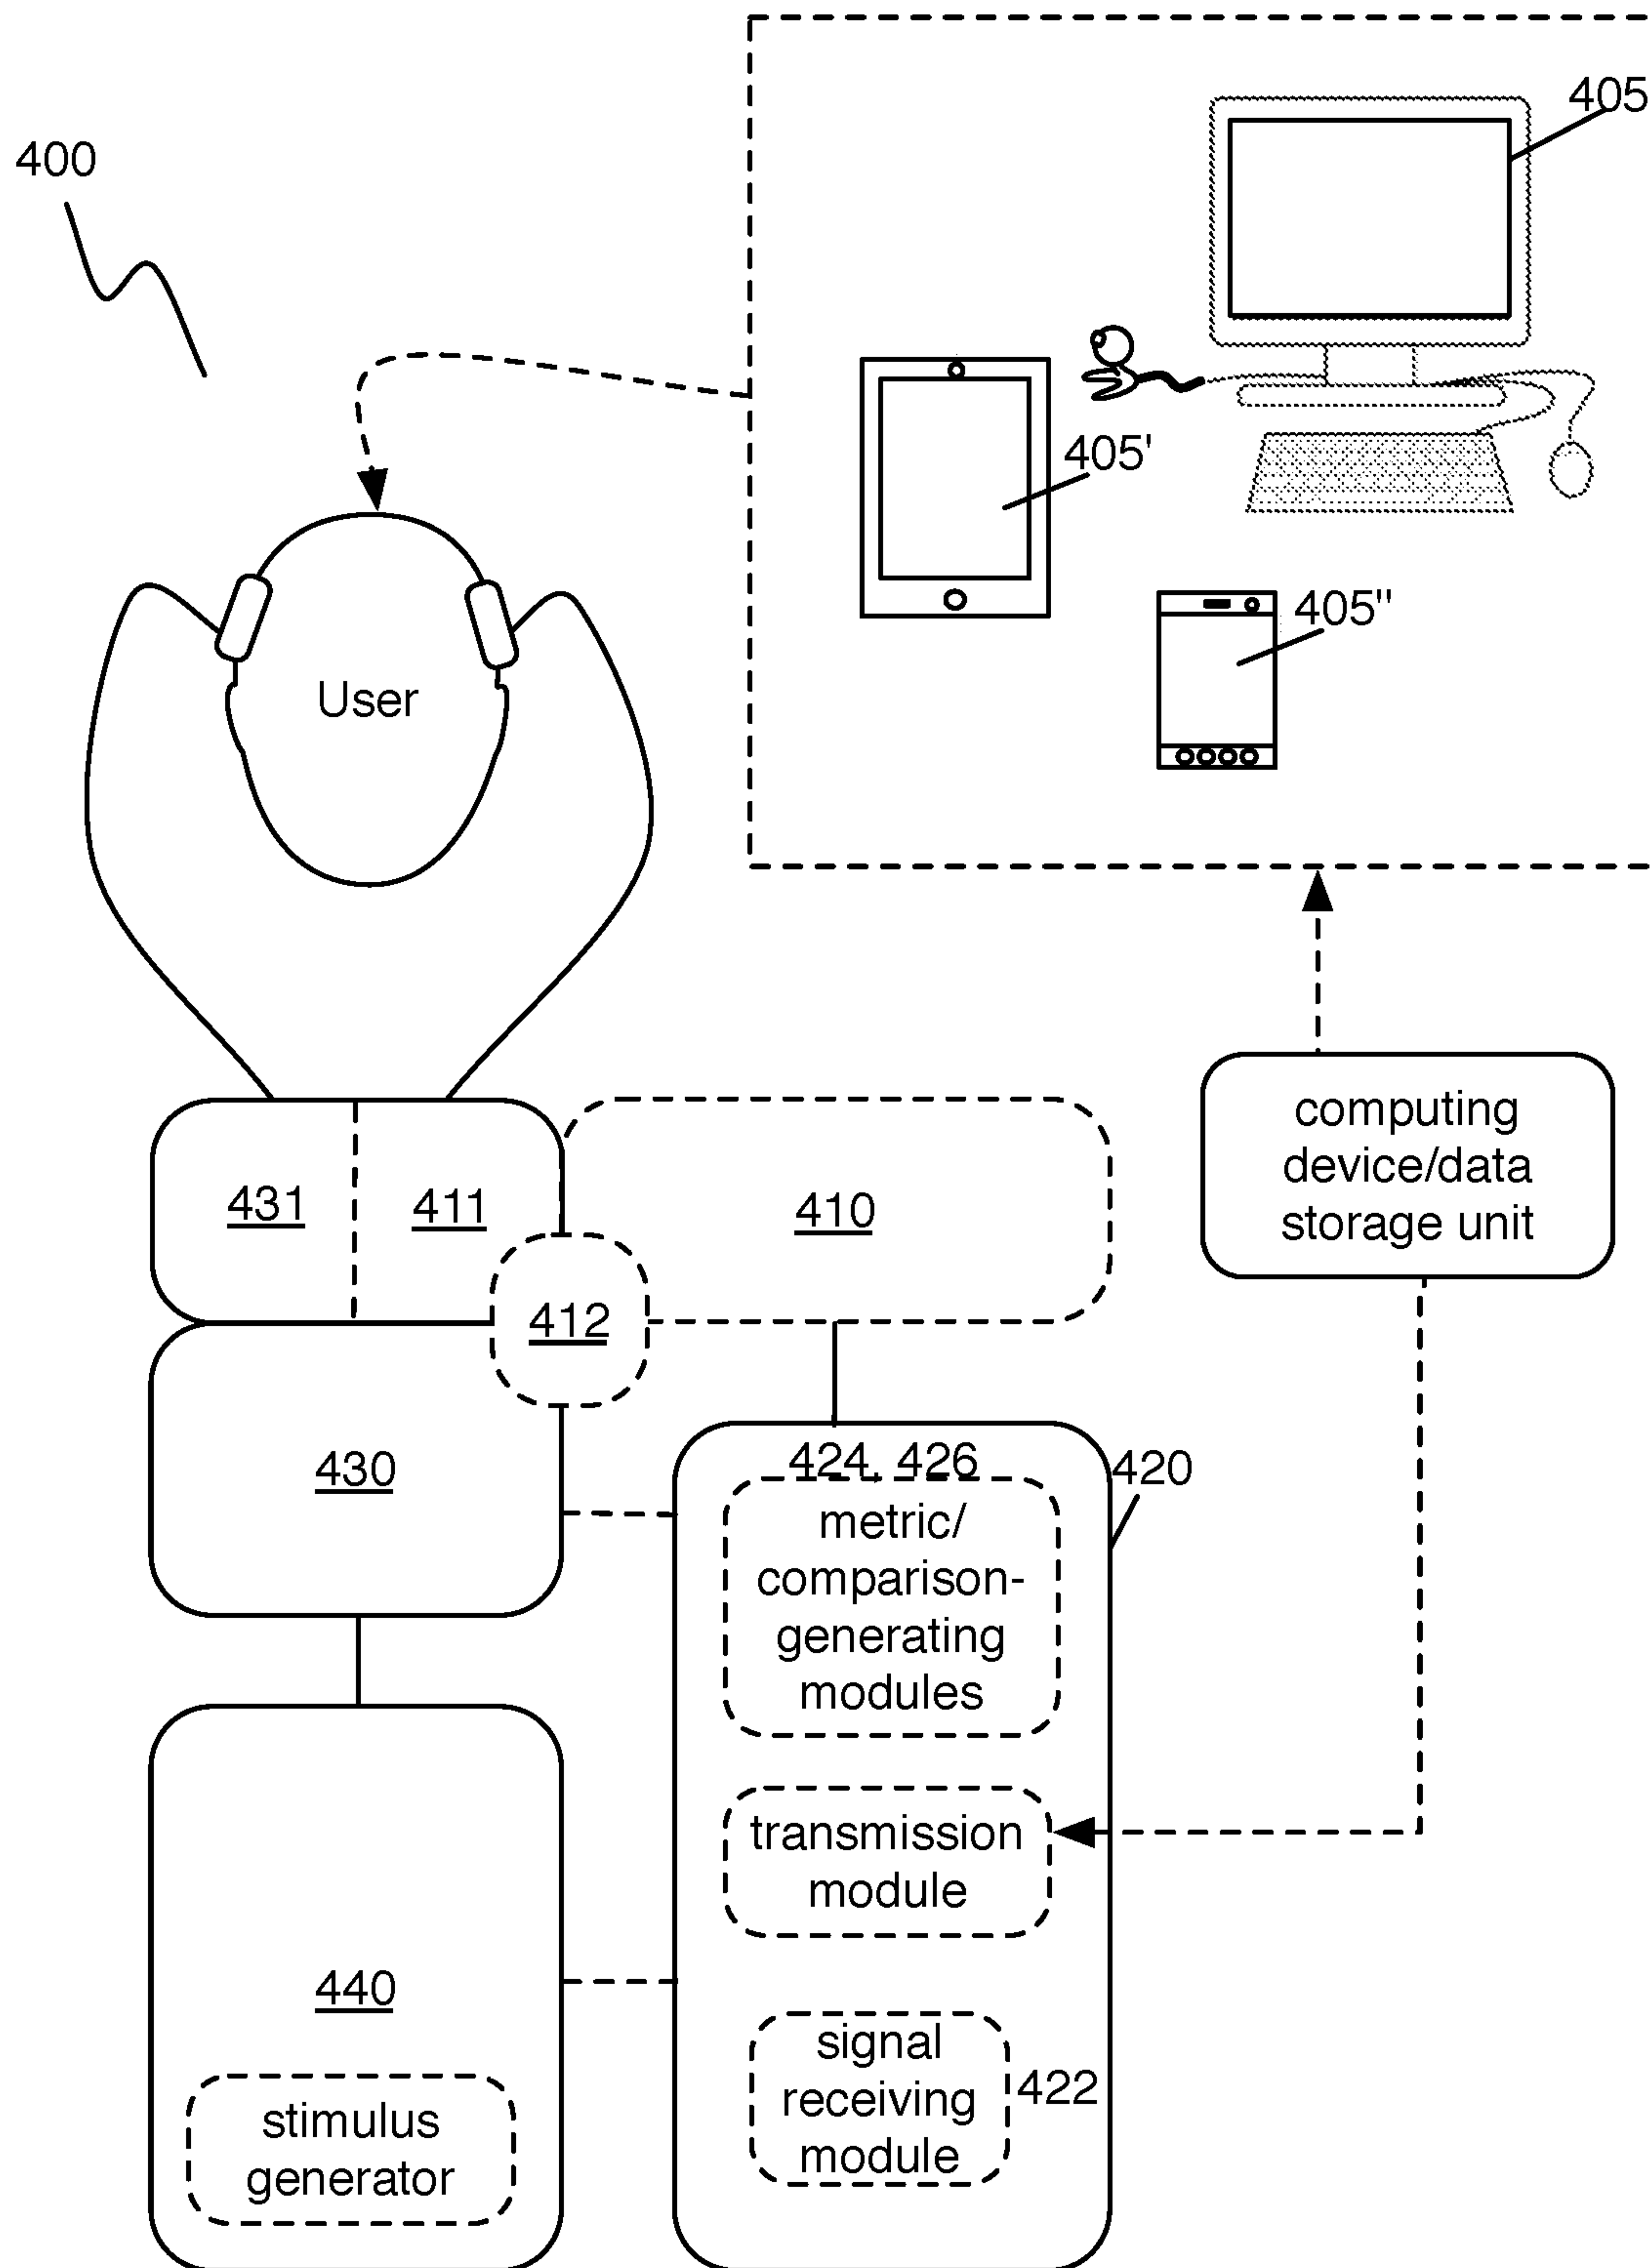 405
400
405'
405"
User
computing
device/data
storage unit
431
411
410
412
430
424, 426
420
metric/
comparison-
generating
modules
transmission
module
440
signal
receiving
module
422
stimulus
generator